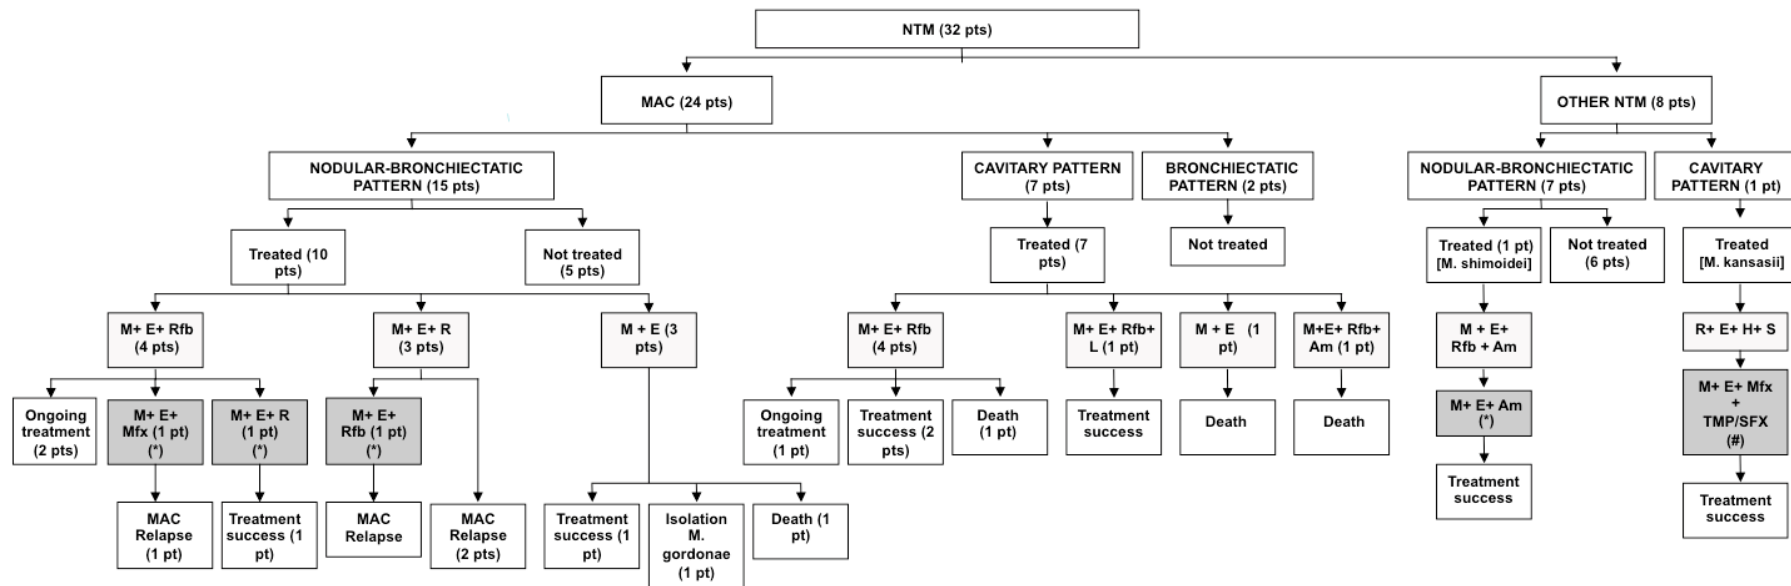 NTM (32 pts)
MAC (24 pts)
OTHER NTM (8 pts)
NODULAR-BRONCHIECTATIC
PATTERN (15 pts)
CAVITARY PATTERN
(7 pts)
BRONCHIECTATIC
PATTERN (2 pts)
NODULAR-BRONCHIECTATIC
PATTERN (7 pts)
CAVITARY
PATTERN (1 pt)
Treated (10
pts)
Not treated
(5 pts)
Treated (7
pts)
Not treated
Treated (1 pt)
[M. shimoidei]
Not treated
(6 pts)
Treated
[M. kansasii]
M+ E+ Rfb
(4 pts)
M+ E+ R
(3 pts)
M + E (3
pts)
M+ E+ Rfb
(4 pts)
M+ E+ Rfb+
L (1 pt)
M + E (1
pt)
M+E+ Rfb+
Am (1 pt)
M + E+
Rfb + Am
R+ E+ H+ S
Ongoing
treatment
(2 pts)
M+ E+
Mfx (1 pt)
(*)
M+ E+ R
(1 pt)
(*)
M+ E+
Rfb (1 pt)
(*)
Ongoing
treatment
(1 pt)
Treatment
success (2
pts)
Death
(1 pt)
Treatment
success
Death
Death
M+ E+ Am
(*)
M+ E+ Mfx
+
TMP/SFX
(#)
MAC
Relapse
(1 pt)
Treatment
success (1
pt)
MAC
Relapse
MAC
Relapse
(2 pts)
Treatment
success (1
pt)
Isolation
M.
gordonae
(1 pt)
Death (1
pt)
Treatment
success
Treatment
success